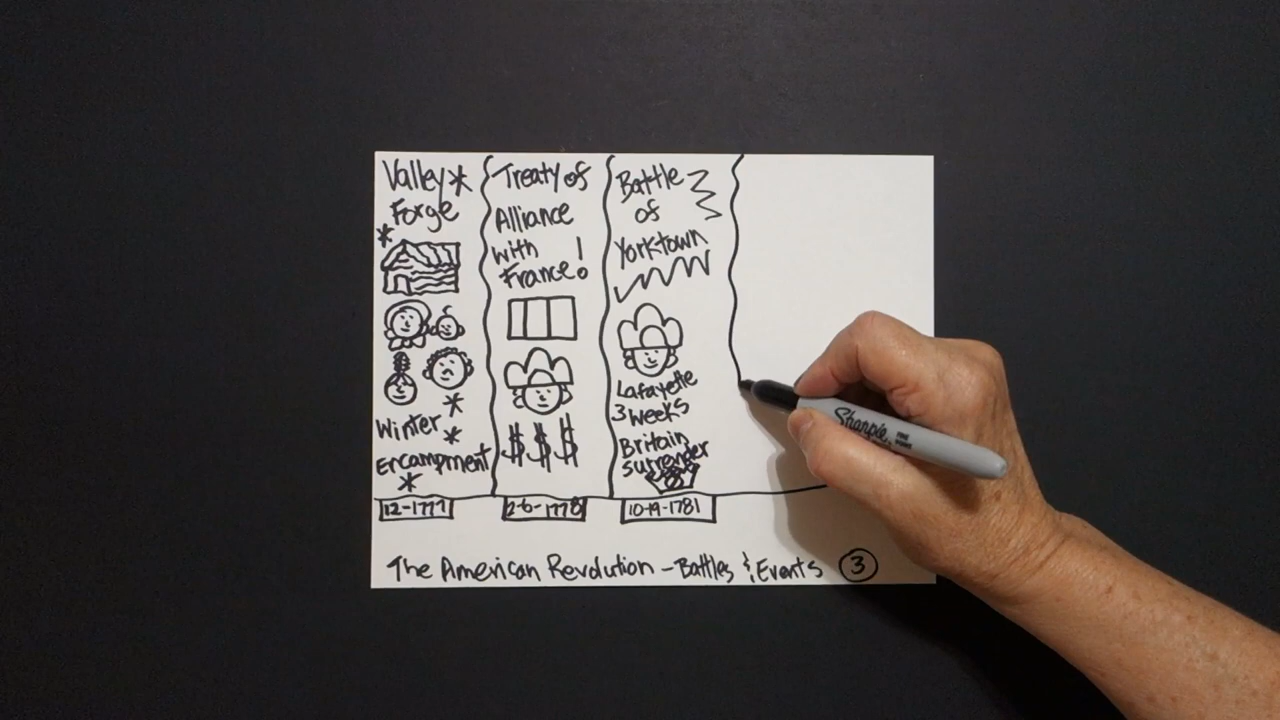 Valley
Forge
Winter
Encampment
12-1777
Treaty of
Alliance
with
France!
$$$
2-6-1778
Battle
of
Yorktown
Lafayette
3 weeks
Britain
surrender
10-19-1781
The American Revolution - Battles & Events 3
Sharpie